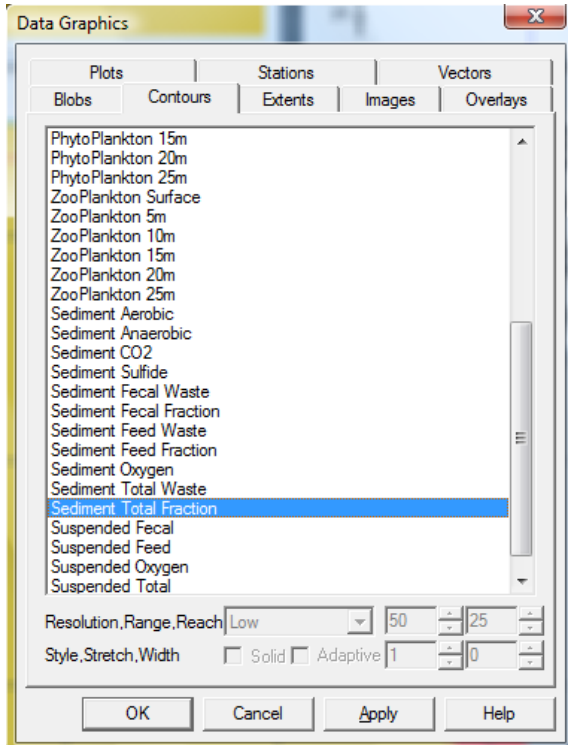 Data Graphics
Plots Stations Vectors
Blobs Contours Extents Images Overlays
PhytoPlankton 15m
PhytoPlankton 20m
PhytoPlankton 25m
ZooPlankton Surface
ZooPlankton 5m
ZooPlankton 10m
ZooPlankton 15m
ZooPlankton 20m
ZooPlankton 25m
Sediment Aerobic
Sediment Anaerobic
Sediment CO2
Sediment Sulfide
Sediment Fecal Waste
Sediment Fecal Fraction
Sediment Feed Waste
Sediment Feed Fraction
Sediment Oxygen
Sediment Total Waste
Sediment Total Fraction
Suspended Fecal
Suspended Feed
Suspended Oxygen
Suspended Total
Resolution,Range,Reach Low 50 25
Style,Stretch,Width Solid Adaptive 1 0
OK Cancel Apply Help